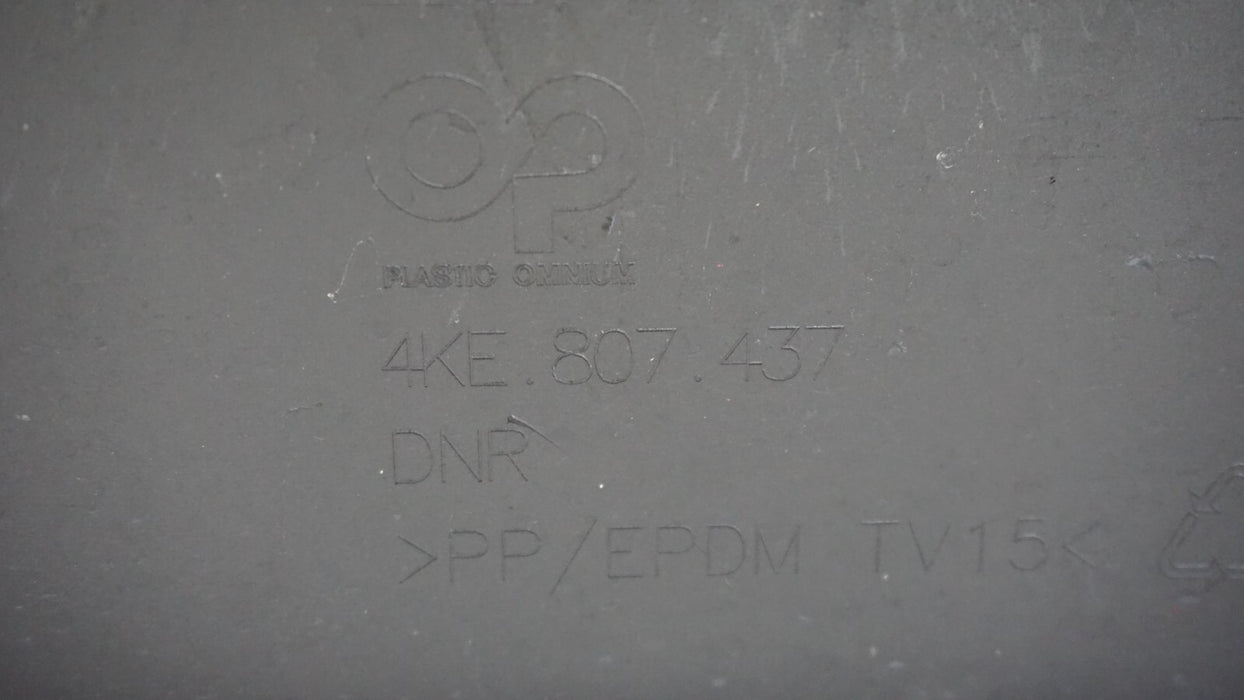 OP
PLASTIC OMNIUM
4KE.807.437
DNR
>PP/EPDM TV15<